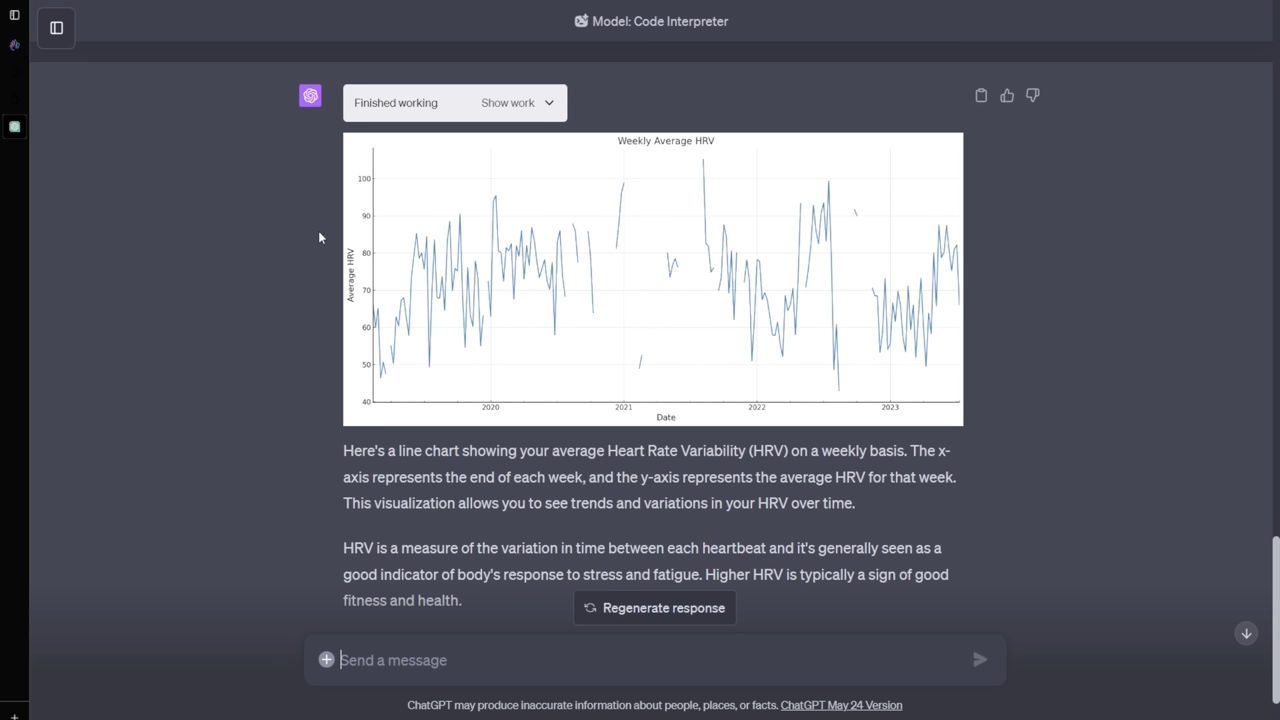 Model: Code Interpreter
Finished working Show work
Weekly Average HRV
100
90
80
70
60
50
40
Average HRV
2020 2021 2022 2023
Date
Here's a line chart showing your average Heart Rate Variability (HRV) on a weekly basis. The x-
axis represents the end of each week, and the y-axis represents the average HRV for that week.
This visualization allows you to see trends and variations in your HRV over time.
HRV is a measure of the variation in time between each heartbeat and it's generally seen as a
good indicator of body's response to stress and fatigue. Higher HRV is typically a sign of good
fitness and health.
Regenerate response
Send a message
ChatGPT may produce inaccurate information about people, places, or facts. ChatGPT May 24 Version